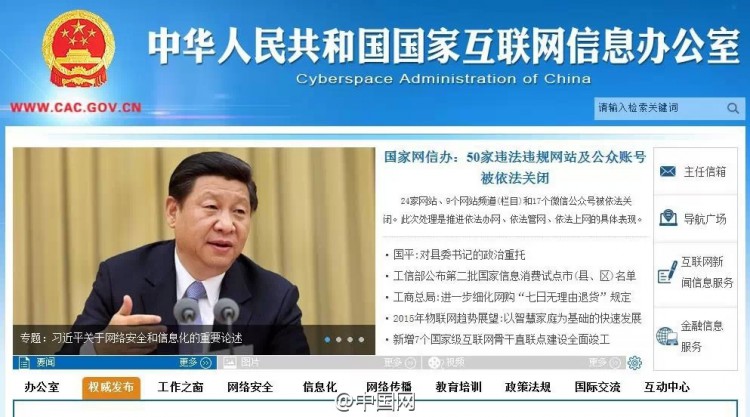 中华人民共和国国家互联网信息办公室
Cyberspace Administration of China
WWW.CAC.GOV.CN
请输入检索关键词
国家网信办：50家违法违规网站及公众账号
被依法关闭
24家网站、9个网站频道(栏目)和17个微信公众号被依法关
闭。此次处理是推进依法办网、依法管网、依法上网的具体表现。
国平:对县委书记的政治重托
工信部公布第二批国家信息消费试点市(县、区)名单
工商总局:进一步细化网购“七日无理由退货”规定
2015年物联网趋势展望:以智慧家庭为基础的快速发展
新增7个国家级互联网骨干直联点建设全面竣工
主任信箱
导航广场
互联网新
闻信息服务
金融信息
服务
专题：习近平关于网络安全和信息化的重要论述
要闻 更多 图片 更多 视频 更多
办公室 权威发布 工作之窗 网络安全 信息化 网络传播 教育培训 政策法规 国际交流 互动中心
@中国网